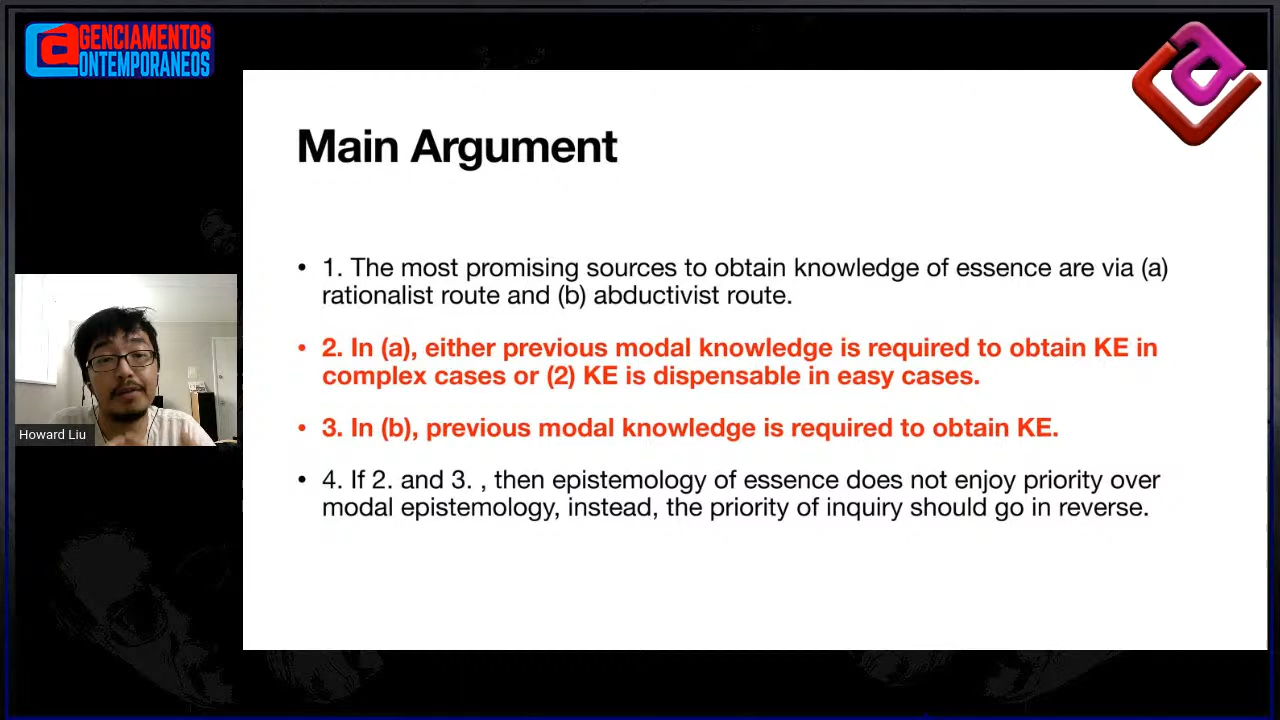 AGENCIAMENTOS
CONTEMPORANEOS
Main Argument
• 1. The most promising sources to obtain knowledge of essence are via (a)
rationalist route and (b) abductivist route.
• 2. In (a), either previous modal knowledge is required to obtain KE in
complex cases or (2) KE is dispensable in easy cases.
• 3. In (b), previous modal knowledge is required to obtain KE.
• 4. If 2. and 3. , then epistemology of essence does not enjoy priority over
modal epistemology, instead, the priority of inquiry should go in reverse.
Howard Liu